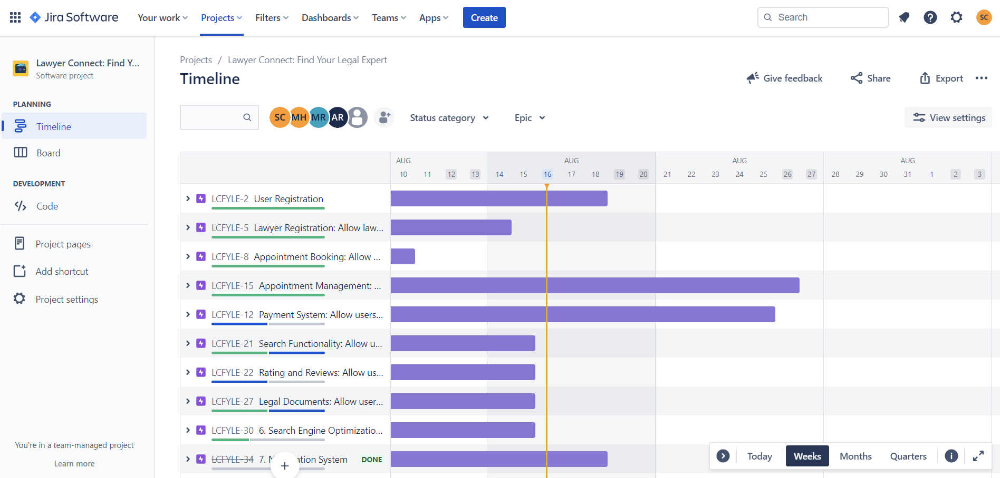 Jira Software
Your work
Projects
Filters
Dashboards
Teams
Apps
Create
Search
SC
Lawyer Connect: Find Y...
Software project
PLANNING
Timeline
Board
DEVELOPMENT
Code
Project pages
Add shortcut
Project settings
You're in a team-managed project
Learn more
Projects / Lawyer Connect: Find Your Legal Expert
Timeline
Give feedback
Share
Export
SC MH MR AR
Status category
Epic
View settings
AUG AUG AUG AUG
10 11 12 13 14 15 16 17 18 19 20 21 22 23 24 25 26 27 28 29 30 31 1 2 3
LCFYLE-2 User Registration
LCFYLE-5 Lawyer Registration: Allow law...
LCFYLE-8 Appointment Booking: Allow ...
LCFYLE-15 Appointment Management: ...
LCFYLE-12 Payment System: Allow users...
LCFYLE-21 Search Functionality: Allow u...
LCFYLE-22 Rating and Reviews: Allow us...
LCFYLE-27 Legal Documents: Allow user...
LCFYLE-30 6. Search Engine Optimizatio...
LCFYLE-34 7. System DONE
Today
Weeks
Months
Quarters